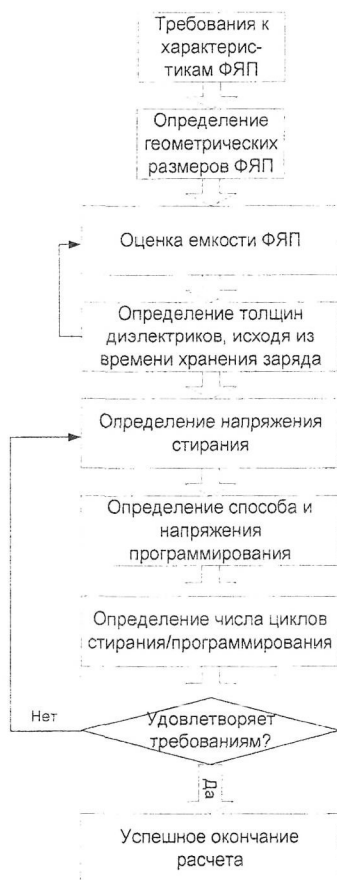 Требования к
характерис-
тикам ФЯП
Определение
геометрических
размеров ФЯП
Оценка емкости ФЯП
Определение толщин
диэлектриков, исходя из
времени хранения заряда
Определение напряжения
стирания
Определение способа и
напряжения
программирования
Определение числа циклов
стирания/программирования
Удовлетворяет
требованиям?
Нет
Да
Успешное окончание
расчета